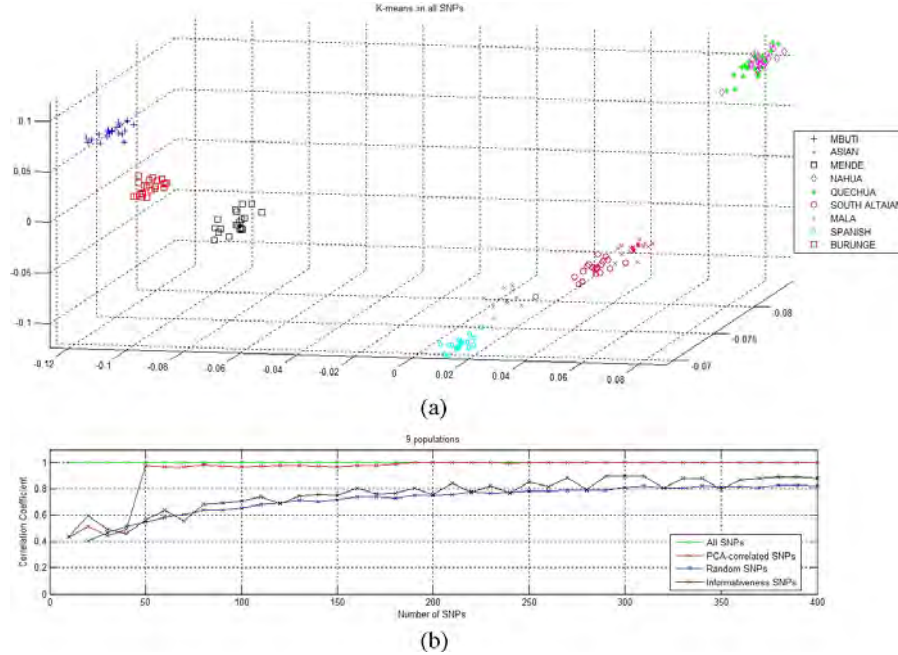 K-means in all SNPs
0.1
0.05
0
-0.05
-0.1
-0.12
-0.1
-0.08
-0.06
-0.04
-0.02
0
0.02
0.04
0.06
0.08
-0.07
-0.075
-0.08
MBUTI
ASIAN
MENDE
NAHUA
QUECHUA
SOUTH ALTAIAN
MALA
SPANISH
BURUNGE
(a)
9 populations
Correlation Coefficient
1
0.8
0.6
0.4
0.2
0
0
50
100
150
200
250
300
350
400
Number of SNPs
All SNPs
PCA-correlated SNPs
Random SNPs
Informativeness SNPs
(b)